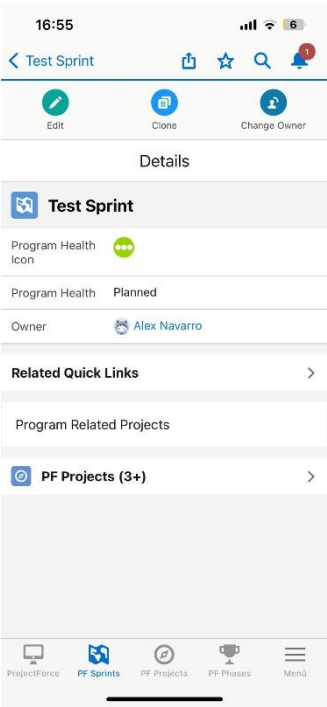 16:55
6
Test Sprint
1
Edit
Clone
Change Owner
Details
Test Sprint
Program Health
Icon
Program Health Planned
Owner Alex Navarro
Related Quick Links
Program Related Projects
PF Projects (3+)
ProjectForce
PF Sprints
PF Projects
PF Phases
Menú